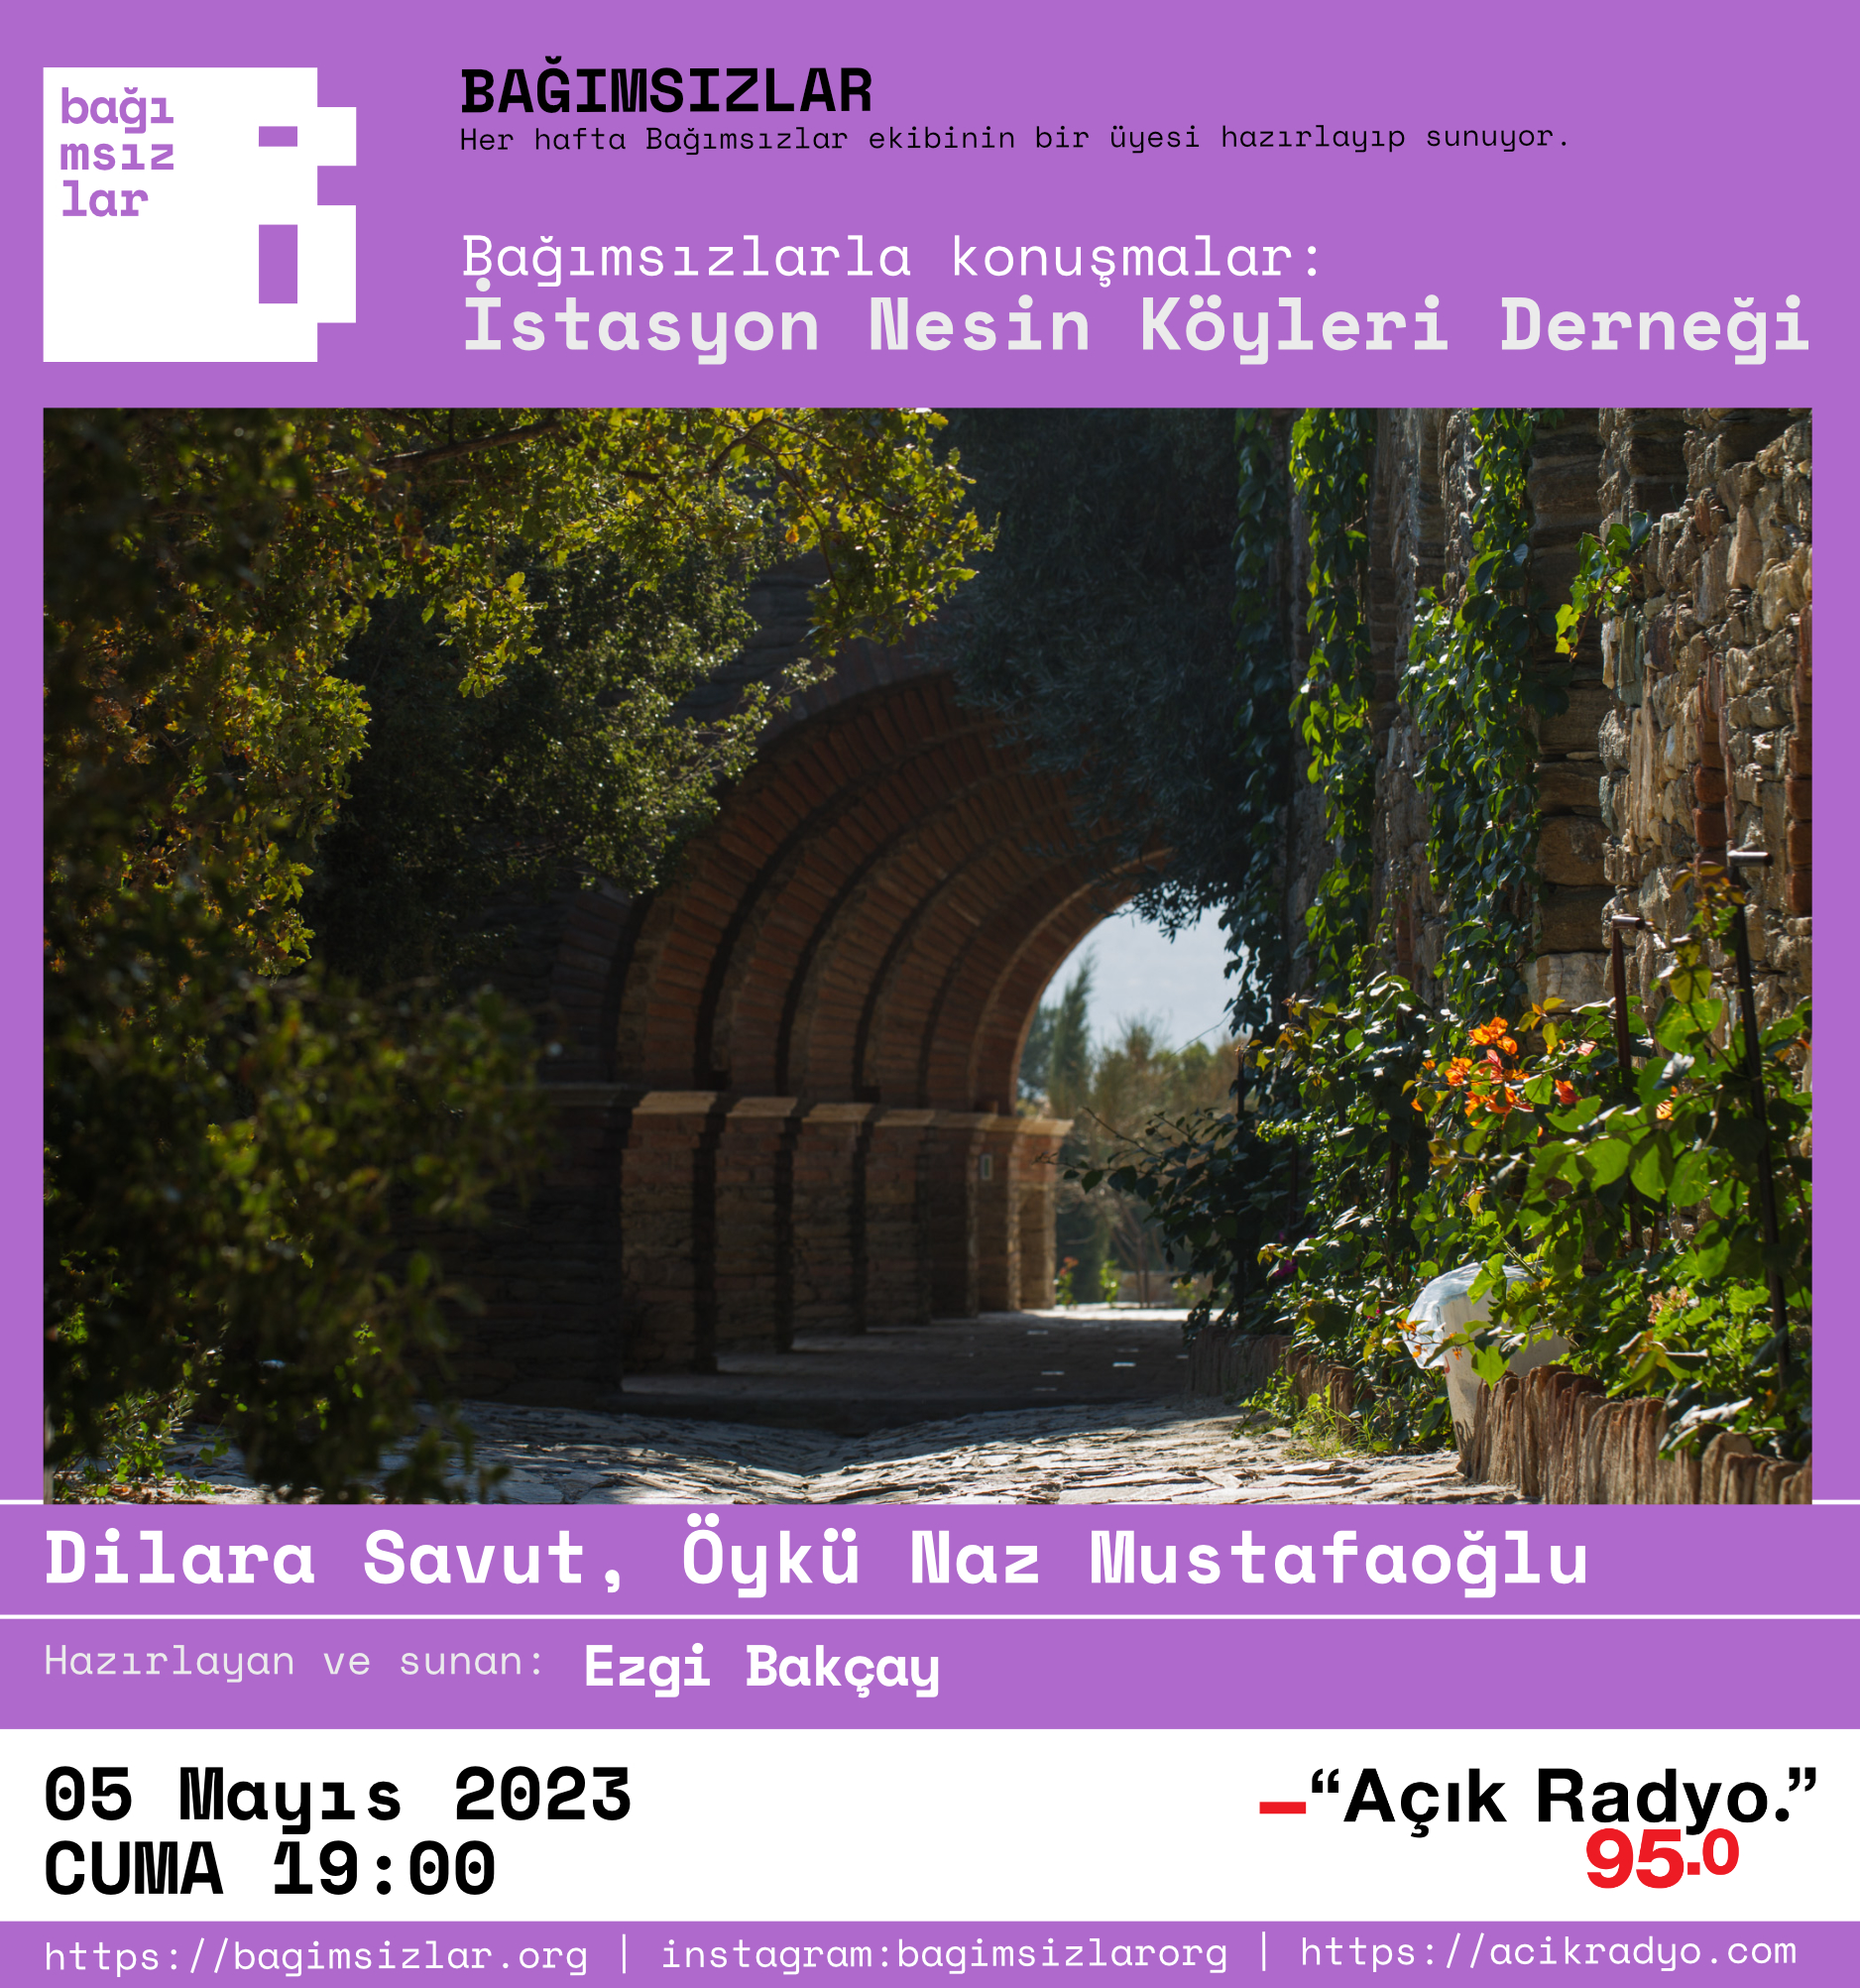 bağı
msız
lar
BAĞIMSIZLAR
Her hafta Bağımsızlar ekibinin bir üyesi hazırlayıp sunuyor.
Bağımsızlarla konuşmalar:
İstasyon Nesin Köyleri Derneği
Dilara Savut, Öykü Naz Mustafaoğlu
Hazırlayan ve sunan: Ezgi Bakçay
05 Mayıs 2023
CUMA 19:00
–“Açık Radyo.”
95.0
https://bagimsizlar.org | instagram:bagimsizlarorg | https://acikradyo.com